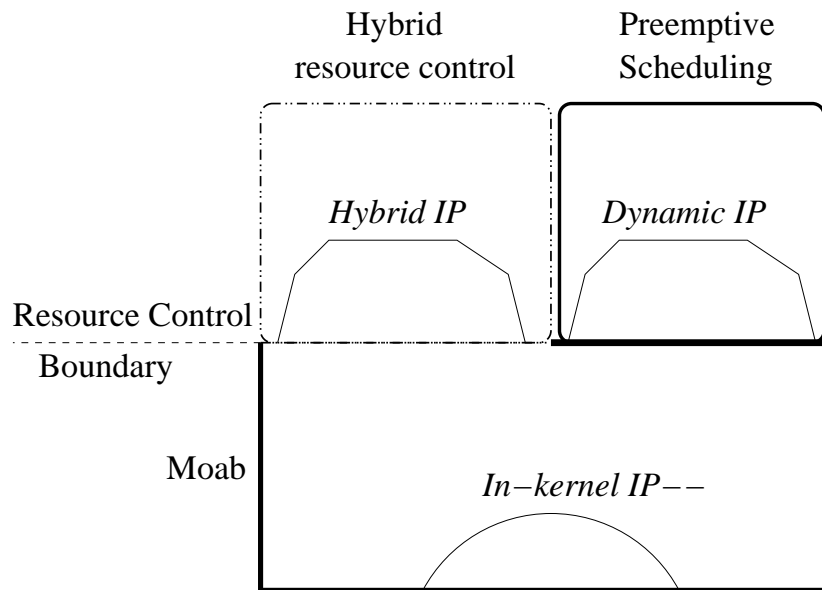 Hybrid
resource control
Preemptive
Scheduling
Hybrid IP
Dynamic IP
Resource Control
Boundary
Moab
In−kernel IP−−